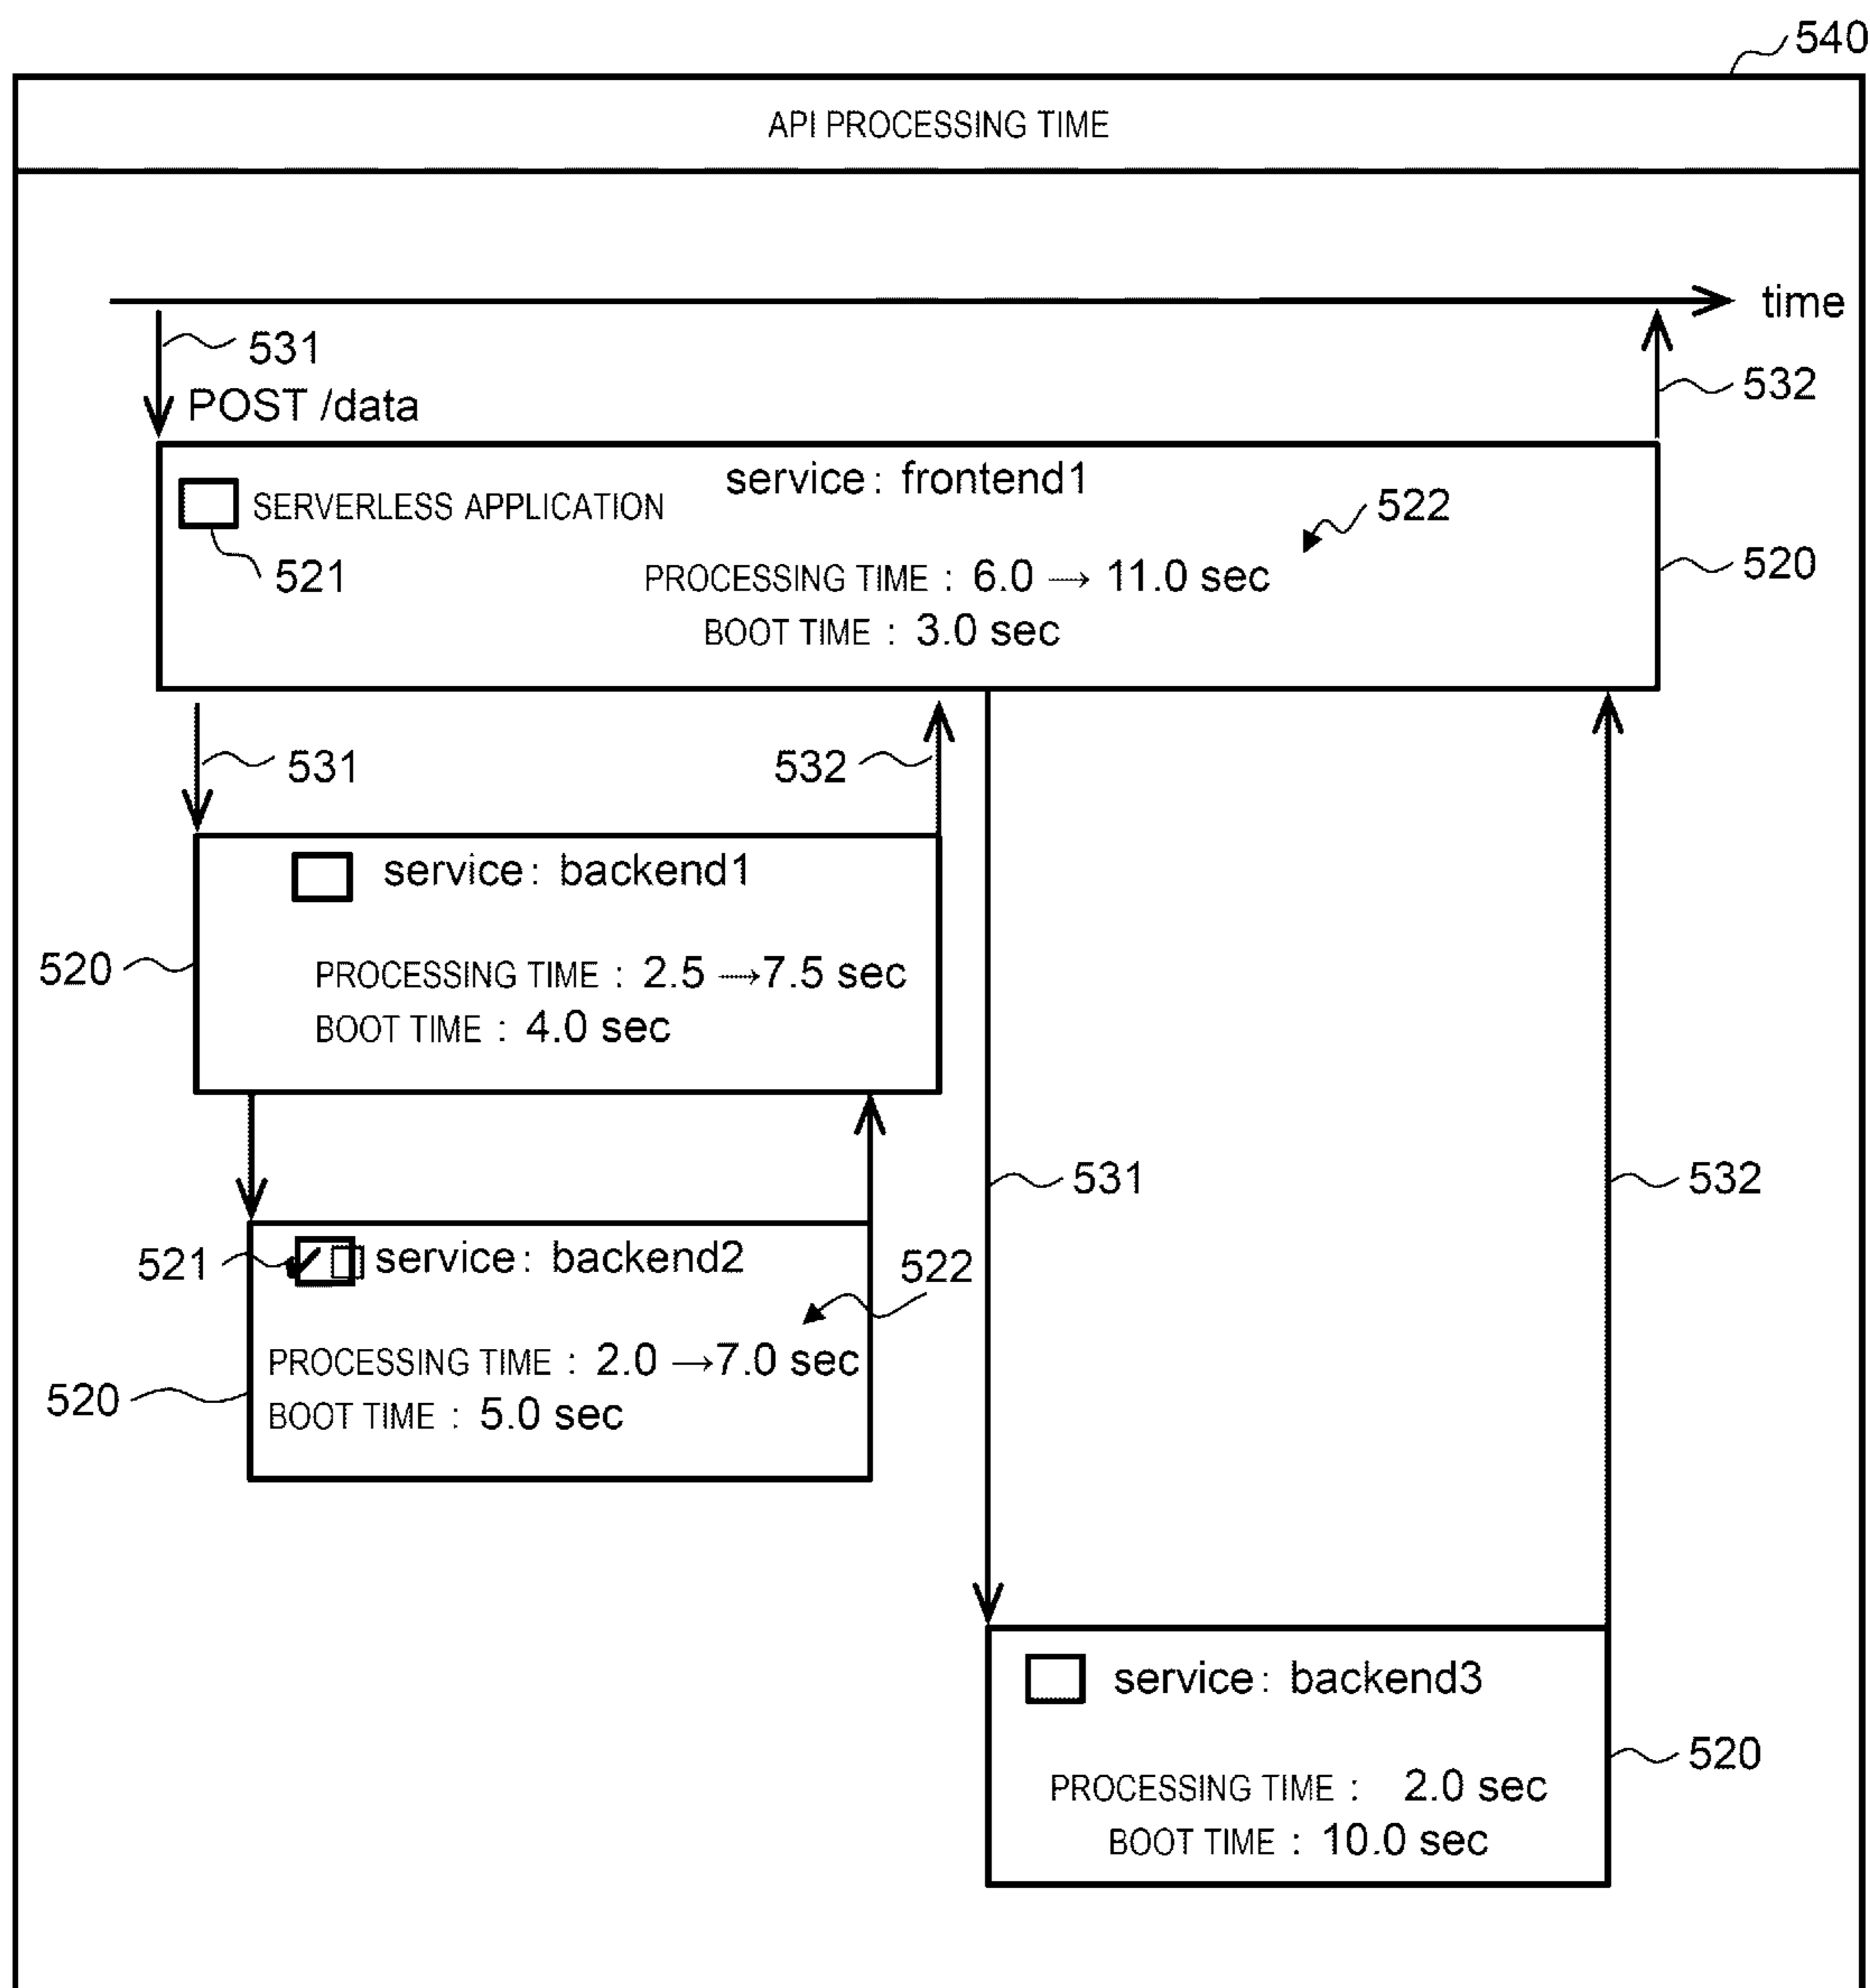 540
API PROCESSING TIME
time
531
532
POST /data
service : frontend1
SERVERLESS APPLICATION
522
521
520
PROCESSING TIME : 6.0 → 11.0 sec
BOOT TIME : 3.0 sec
531
532
service : backend1
520
PROCESSING TIME : 2.5 →7.5 sec
BOOT TIME : 4.0 sec
531
532
521
service : backend2
522
PROCESSING TIME : 2.0 →7.0 sec
520
BOOT TIME : 5.0 sec
service : backend3
520
PROCESSING TIME : 2.0 sec
BOOT TIME : 10.0 sec